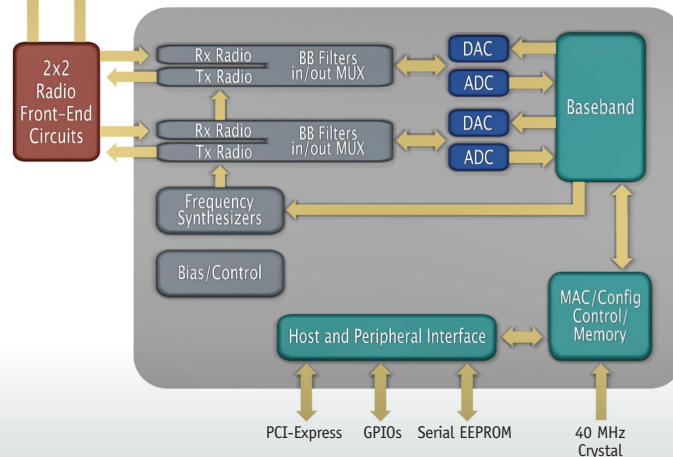 2x2
Radio
Front-End
Circuits
Rx Radio
Tx Radio
BB Filters
in/out MUX
DAC
ADC
Baseband
Rx Radio
Tx Radio
BB Filters
in/out MUX
DAC
ADC
Frequency
Synthesizers
Bias/Control
MAC/Config
Control/
Memory
Host and Peripheral Interface
PCI-Express
GPIOs
Serial EEPROM
40 MHz
Crystal